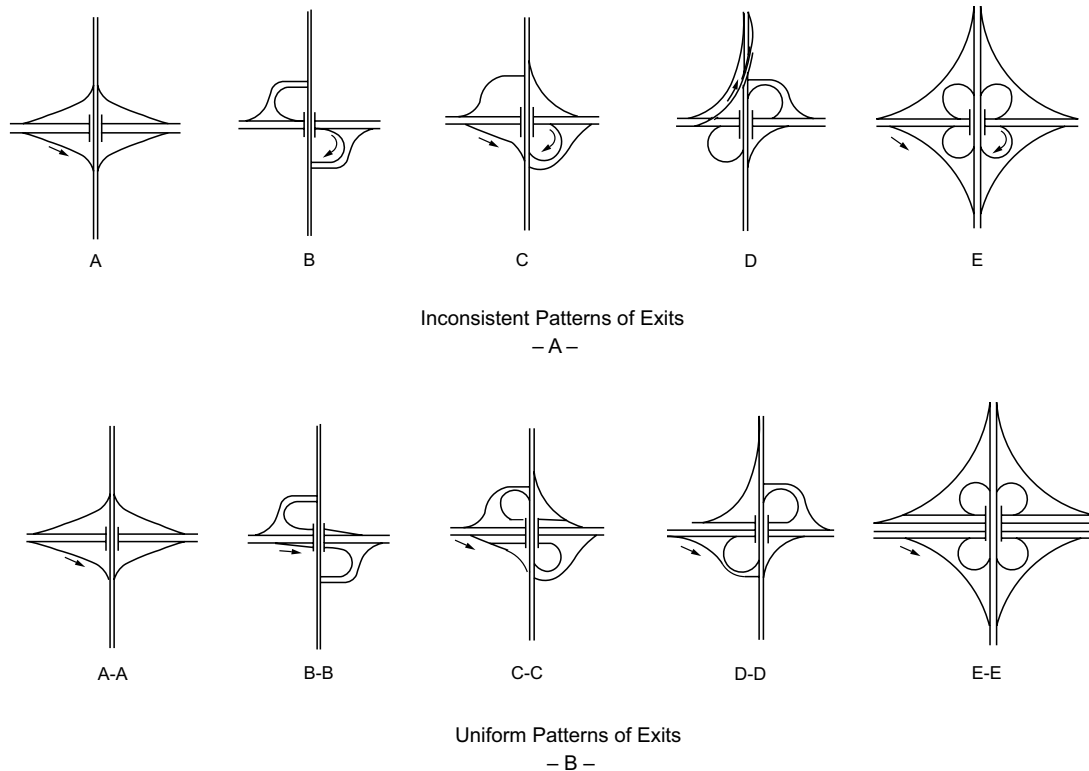 A B C D E
Inconsistent Patterns of Exits
– A –
A-A B-B C-C D-D E-E
Uniform Patterns of Exits
– B –